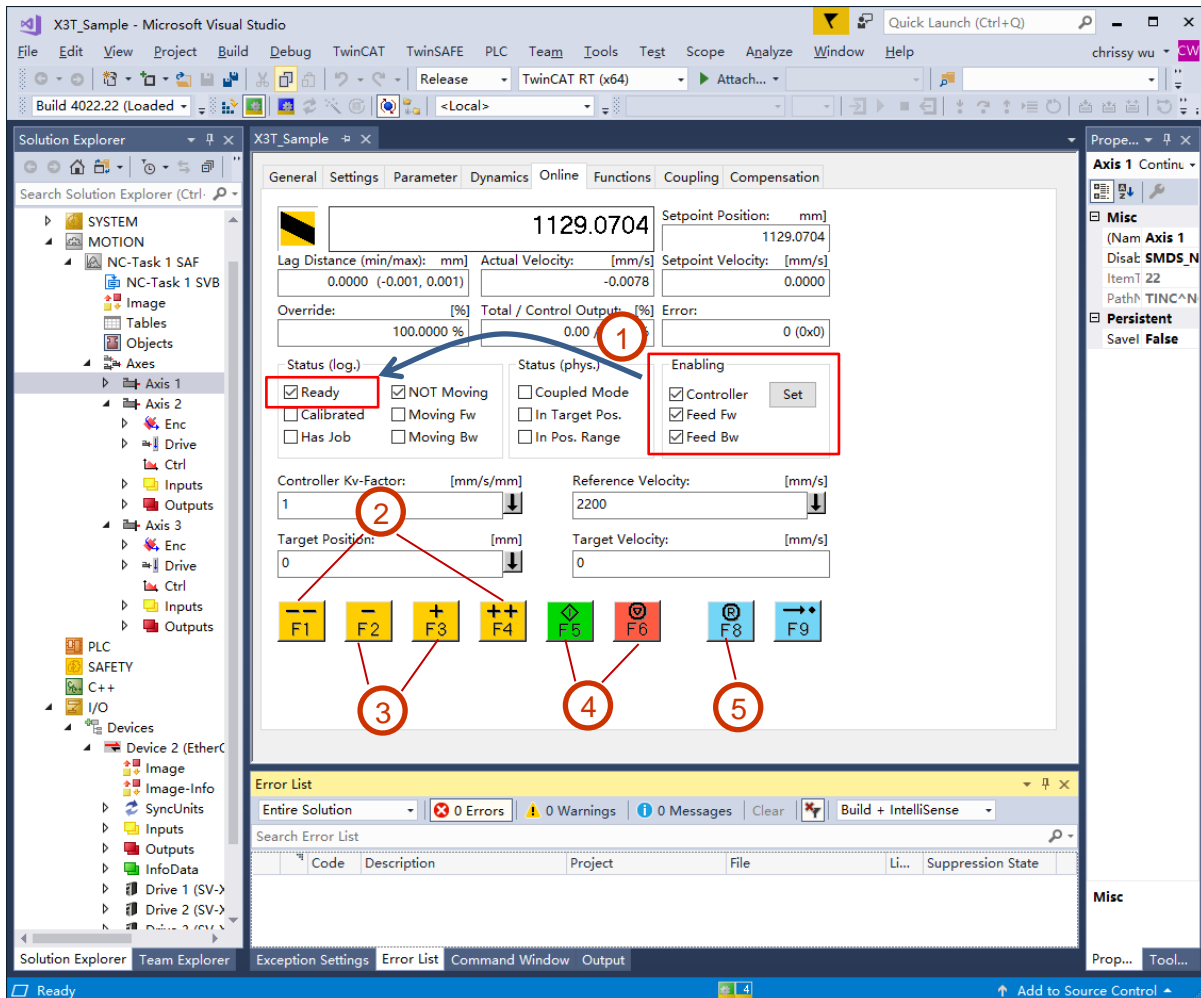 X3T_Sample - Microsoft Visual Studio
Quick Launch (Ctrl+Q)
File Edit View Project Build Debug TwinCAT TwinSAFE PLC Team Tools Test Scope Analyze Window Help
chrissy wu CW
Release TwinCAT RT (x64) Attach...
Build 4022.22 (Loaded <Local>
Solution Explorer
Search Solution Explorer (Ctrl-
SYSTEM
MOTION
NC-Task 1 SAF
NC-Task 1 SVB
Image
Tables
Objects
Axes
Axis 1
Axis 2
Enc
Drive
Ctrl
Inputs
Outputs
Axis 3
Enc
Drive
Ctrl
Inputs
Outputs
PLC
SAFETY
C++
I/O
Devices
Device 2 (EtherC
Image
Image-Info
SyncUnits
Inputs
Outputs
InfoData
Drive 1 (SV-X
Drive 2 (SV-X
Solution Explorer Team Explorer
X3T_Sample
General Settings Parameter Dynamics Online Functions Coupling Compensation
1129.0704
Setpoint Position: mm]
1129.0704
Lag Distance (min/max): mm] Actual Velocity: [mm/s] Setpoint Velocity: [mm/s]
0.0000 (-0.001, 0.001) -0.0078 0.0000
Override: [%] Total / Control Output: [%] Error:
100.0000 % 0.00 / % 0 (0x0)
1
Status (log.) Status (phys.) Enabling
Ready NOT Moving Coupled Mode Controller Set
Calibrated Moving Fw In Target Pos. Feed Fw
Has Job Moving Bw In Pos. Range Feed Bw
Controller Kv-Factor: [mm/s/mm] Reference Velocity: [mm/s]
1 2200
2
Target Position: [mm] Target Velocity: [mm/s]
0 0
-- - + ++ R
F1 F2 F3 F4 F5 F6 F8 F9
3 4 5
Error List
Entire Solution 0 Errors 0 Warnings 0 Messages Clear Build + IntelliSense
Search Error List
Code Description Project File Li... Suppression State
Exception Settings Error List Command Window Output
Prope...
Axis 1 Continu
Misc
(Nam Axis 1
Disab SMDS_N
ItemT 22
PathN TINC^N
Persistent
SaveI False
Misc
Prop... Tool...
Ready
4
Add to Source Control